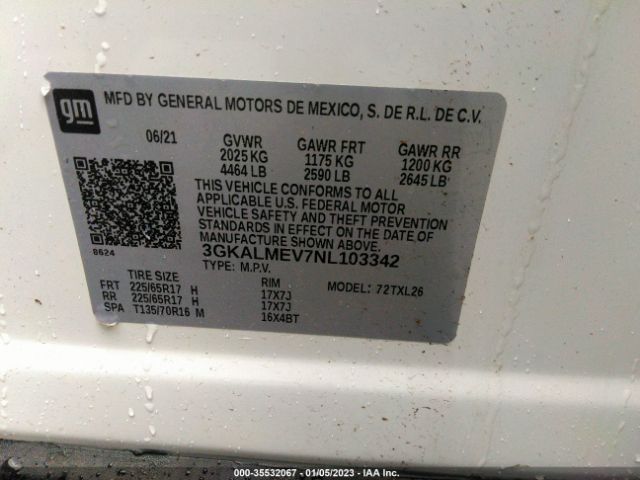 gm
MFD BY GENERAL MOTORS DE MEXICO, S. DE R.L. DE C.V.
06/21 GVWR GAWR FRT GAWR RR
2025 KG 1175 KG 1200 KG
4464 LB 2590 LB 2645 LB
THIS VEHICLE CONFORMS TO ALL
APPLICABLE U.S. FEDERAL MOTOR
VEHICLE SAFETY AND THEFT PREVENTION
STANDARDS IN EFFECT ON THE DATE OF
MANUFACTURE SHOWN ABOVE.
8624 3GKALMEV7NL103342
TYPE: M.P.V.
TIRE SIZE RIM MODEL: 72TXL26
FRT 225/65R17 H 17X7J
RR 225/65R17 H 17X7J
SPA T135/70R16 M 16X4BT
000-35532067 - 01/05/2023 - IAA Inc.